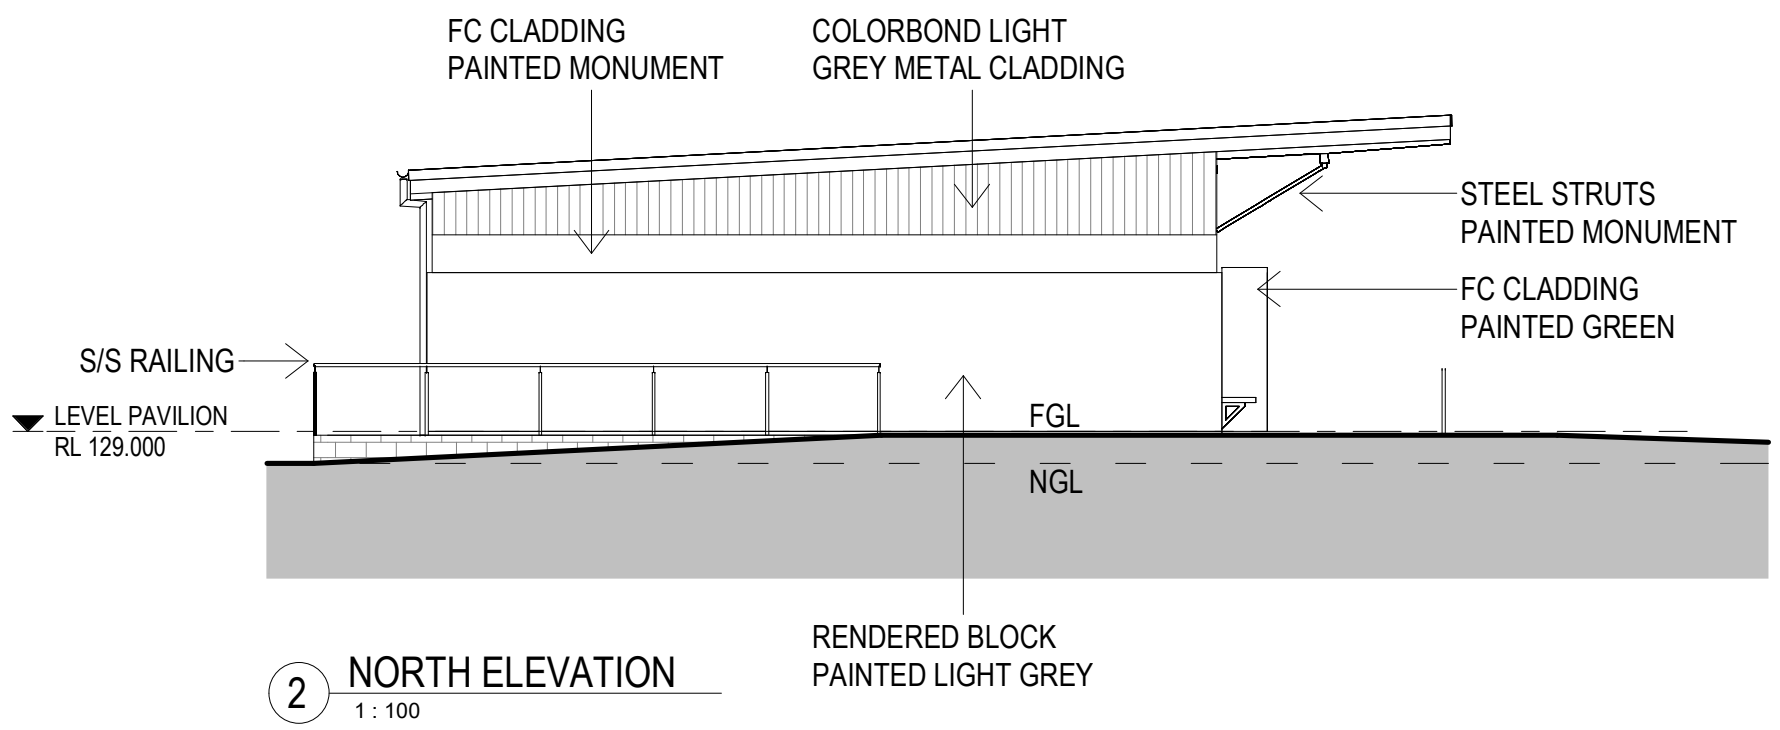 FC CLADDING
PAINTED MONUMENT
COLORBOND LIGHT
GREY METAL CLADDING
STEEL STRUTS
PAINTED MONUMENT
FC CLADDING
PAINTED GREEN
S/S RAILING
LEVEL PAVILION
RL 129.000
FGL
NGL
RENDERED BLOCK
PAINTED LIGHT GREY
2 NORTH ELEVATION
1 : 100